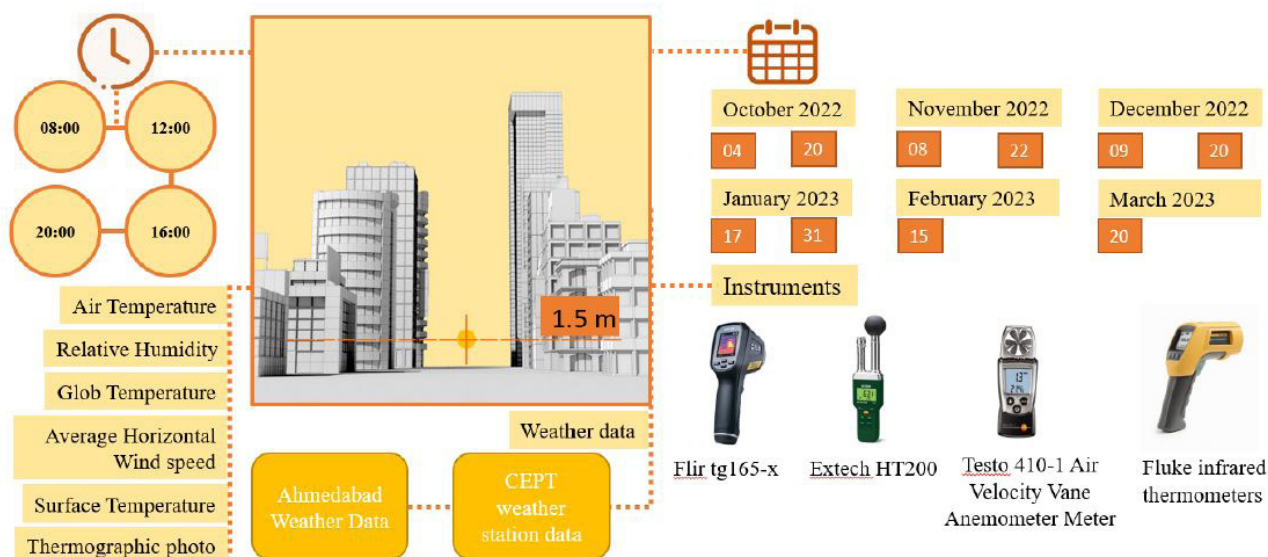 08:00
12:00
20:00
16:00
Air Temperature
Relative Humidity
Glob Temperature
Average Horizontal
Wind speed
Surface Temperature
Thermographic photo
1.5 m
Weather data
Ahmedabad
Weather Data
CEPT
weather
station data
October 2022
November 2022
December 2022
04
20
08
22
09
20
January 2023
February 2023
March 2023
17
31
15
20
Instruments
Flir tg165-x
Extech HT200
Testo 410-1 Air
Velocity Vane
Anemometer Meter
Fluke infrared
thermometers